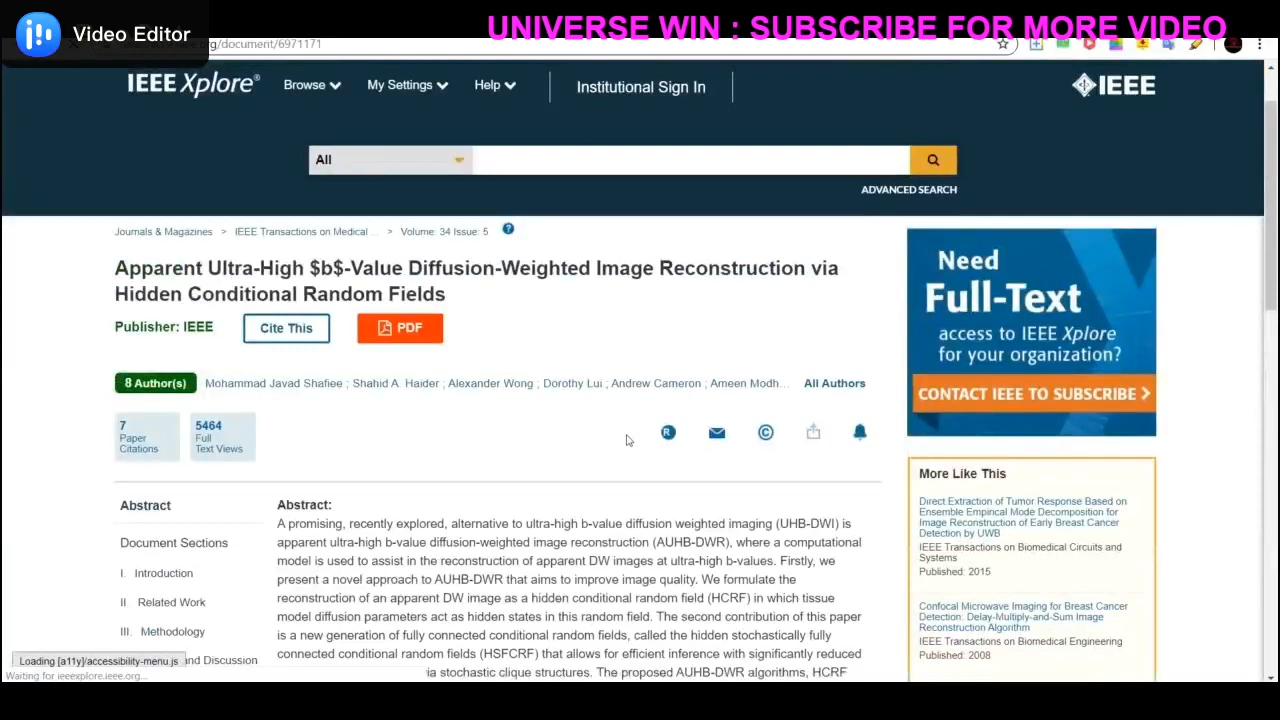 Video Editor
UNIVERSE WIN : SUBSCRIBE FOR MORE VIDEO
.org/document/6971171
IEEE Xplore®
Browse
My Settings
Help
Institutional Sign In
IEEE
All
ADVANCED SEARCH
Journals & Magazines > IEEE Transactions on Medical ... > Volume: 34 Issue: 5
Apparent Ultra-High $b$-Value Diffusion-Weighted Image Reconstruction via
Hidden Conditional Random Fields
Publisher: IEEE
Cite This
PDF
8 Author(s)
Mohammad Javad Shafiee ; Shahid A. Haider ; Alexander Wong ; Dorothy Lui ; Andrew Cameron ; Ameen Modh...
All Authors
7
Paper
Citations
5464
Full
Text Views
Abstract
Document Sections
I. Introduction
II Related Work
III. Methodology
and Discussion
Abstract:
A promising, recently explored, alternative to ultra-high b-value diffusion weighted imaging (UHB-DWI) is
apparent ultra-high b-value diffusion-weighted image reconstruction (AUHB-DWR), where a computational
model is used to assist in the reconstruction of apparent DW images at ultra-high b-values. Firstly, we
present a novel approach to AUHB-DWR that aims to improve image quality. We formulate the
reconstruction of an apparent DW image as a hidden conditional random field (HCRF) in which tissue
model diffusion parameters act as hidden states in this random field. The second contribution of this paper
is a new generation of fully connected conditional random fields, called the hidden stochastically fully
connected conditional random fields (HSFCRF) that allows for efficient inference with significantly reduced
via stochastic clique structures. The proposed AUHB-DWR algorithms, HCRF
Need
Full-Text
access to IEEE Xplore
for your organization?
CONTACT IEEE TO SUBSCRIBE >
More Like This
Direct Extraction of Tumor Response Based on
Ensemble Empirical Mode Decomposition for
Image Reconstruction of Early Breast Cancer
Detection by UWB
IEEE Transactions on Biomedical Circuits and
Systems
Published: 2015
Confocal Microwave Imaging for Breast Cancer
Detection: Delay-Multiply-and-Sum Image
Reconstruction Algorithm
IEEE Transactions on Biomedical Engineering
Published: 2008
Loading [a11y]/accessibility-menu.js
Waiting for ieeexplore.ieee.org...